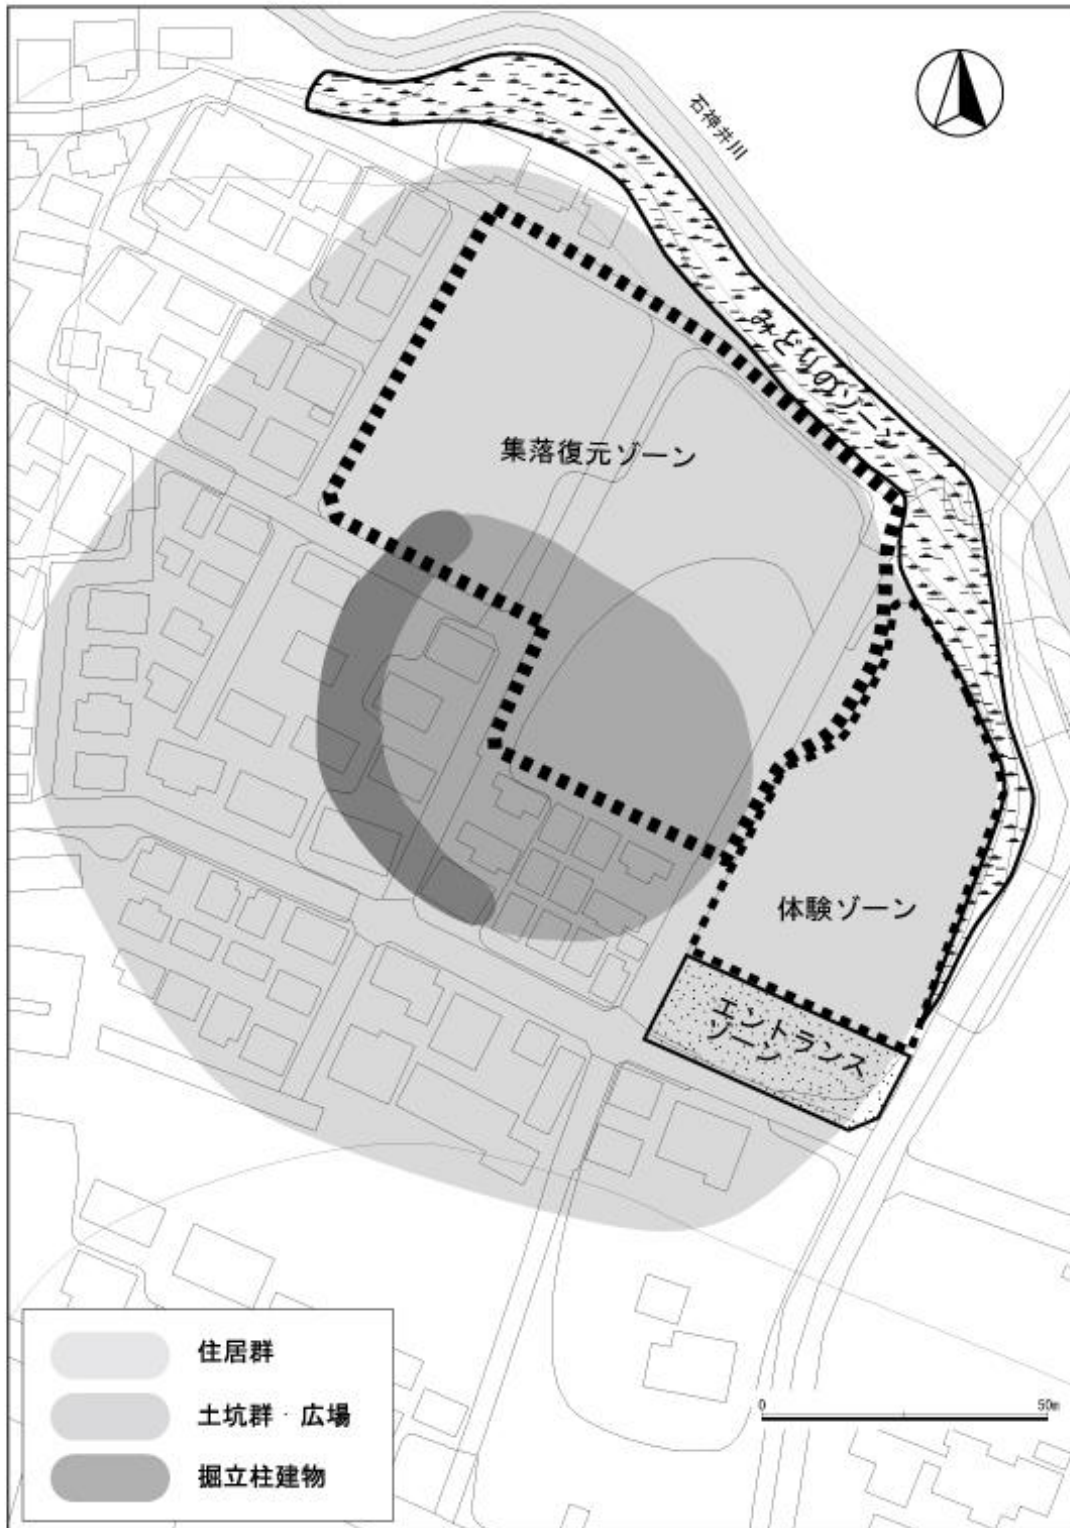 石神井川
みどりのゾーン
集落復元ゾーン
体験ゾーン
エントランス
ゾーン
住居群
土坑群・広場
掘立柱建物
0
50m